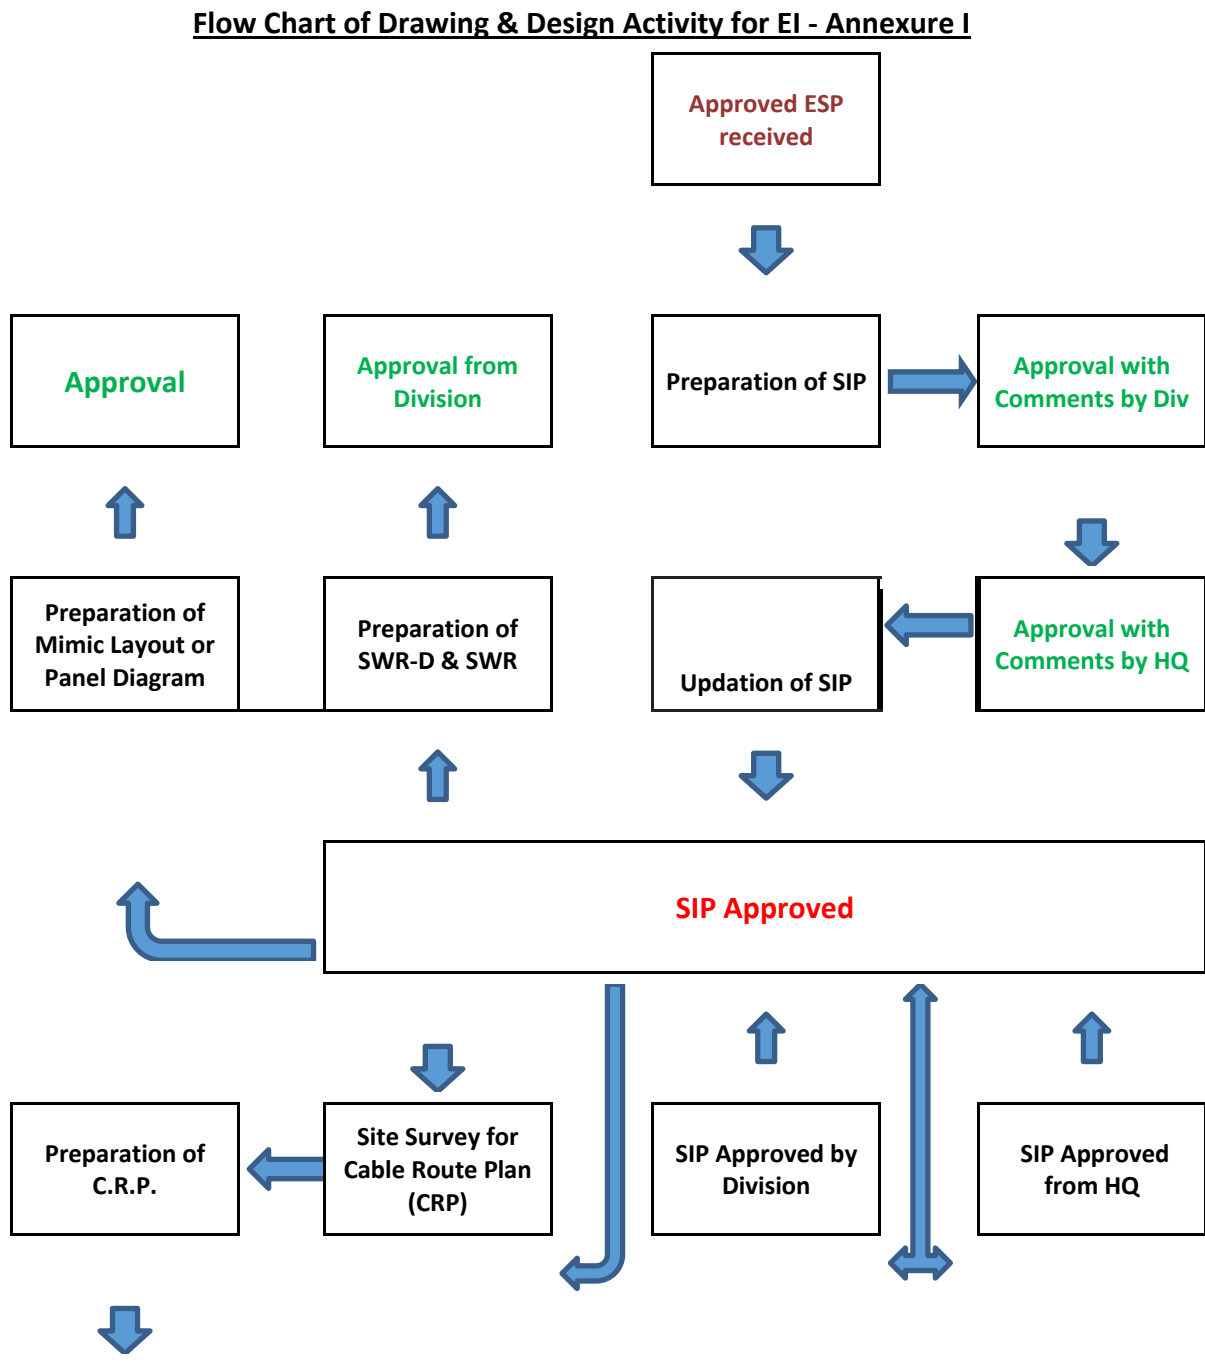 Flow Chart of Drawing & Design Activity for EI - Annexure I
Approved ESP
received
Approval
Approval from
Division
Preparation of SIP
Approval with
Comments by Div
Preparation of
Mimic Layout or
Panel Diagram
Preparation of
SWR-D & SWR
Updation of SIP
Approval with
Comments by HQ
SIP Approved
Preparation of
C.R.P.
Site Survey for
Cable Route Plan
(CRP)
SIP Approved by
Division
SIP Approved
from HQ